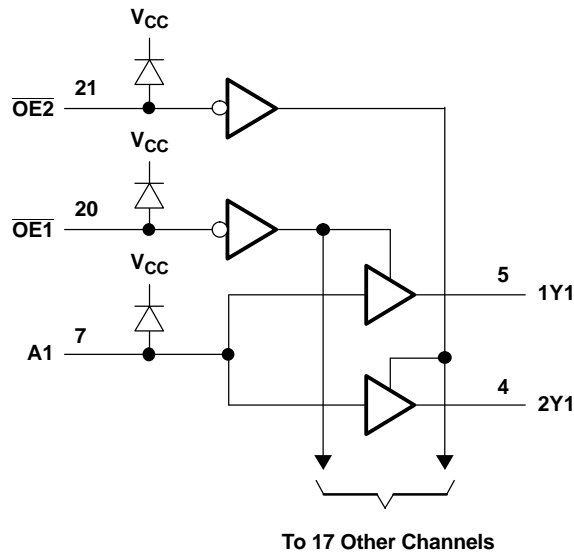 VCC
21
OE2
VCC
20
OE1
VCC
7
A1
5
1Y1
4
2Y1
To 17 Other Channels